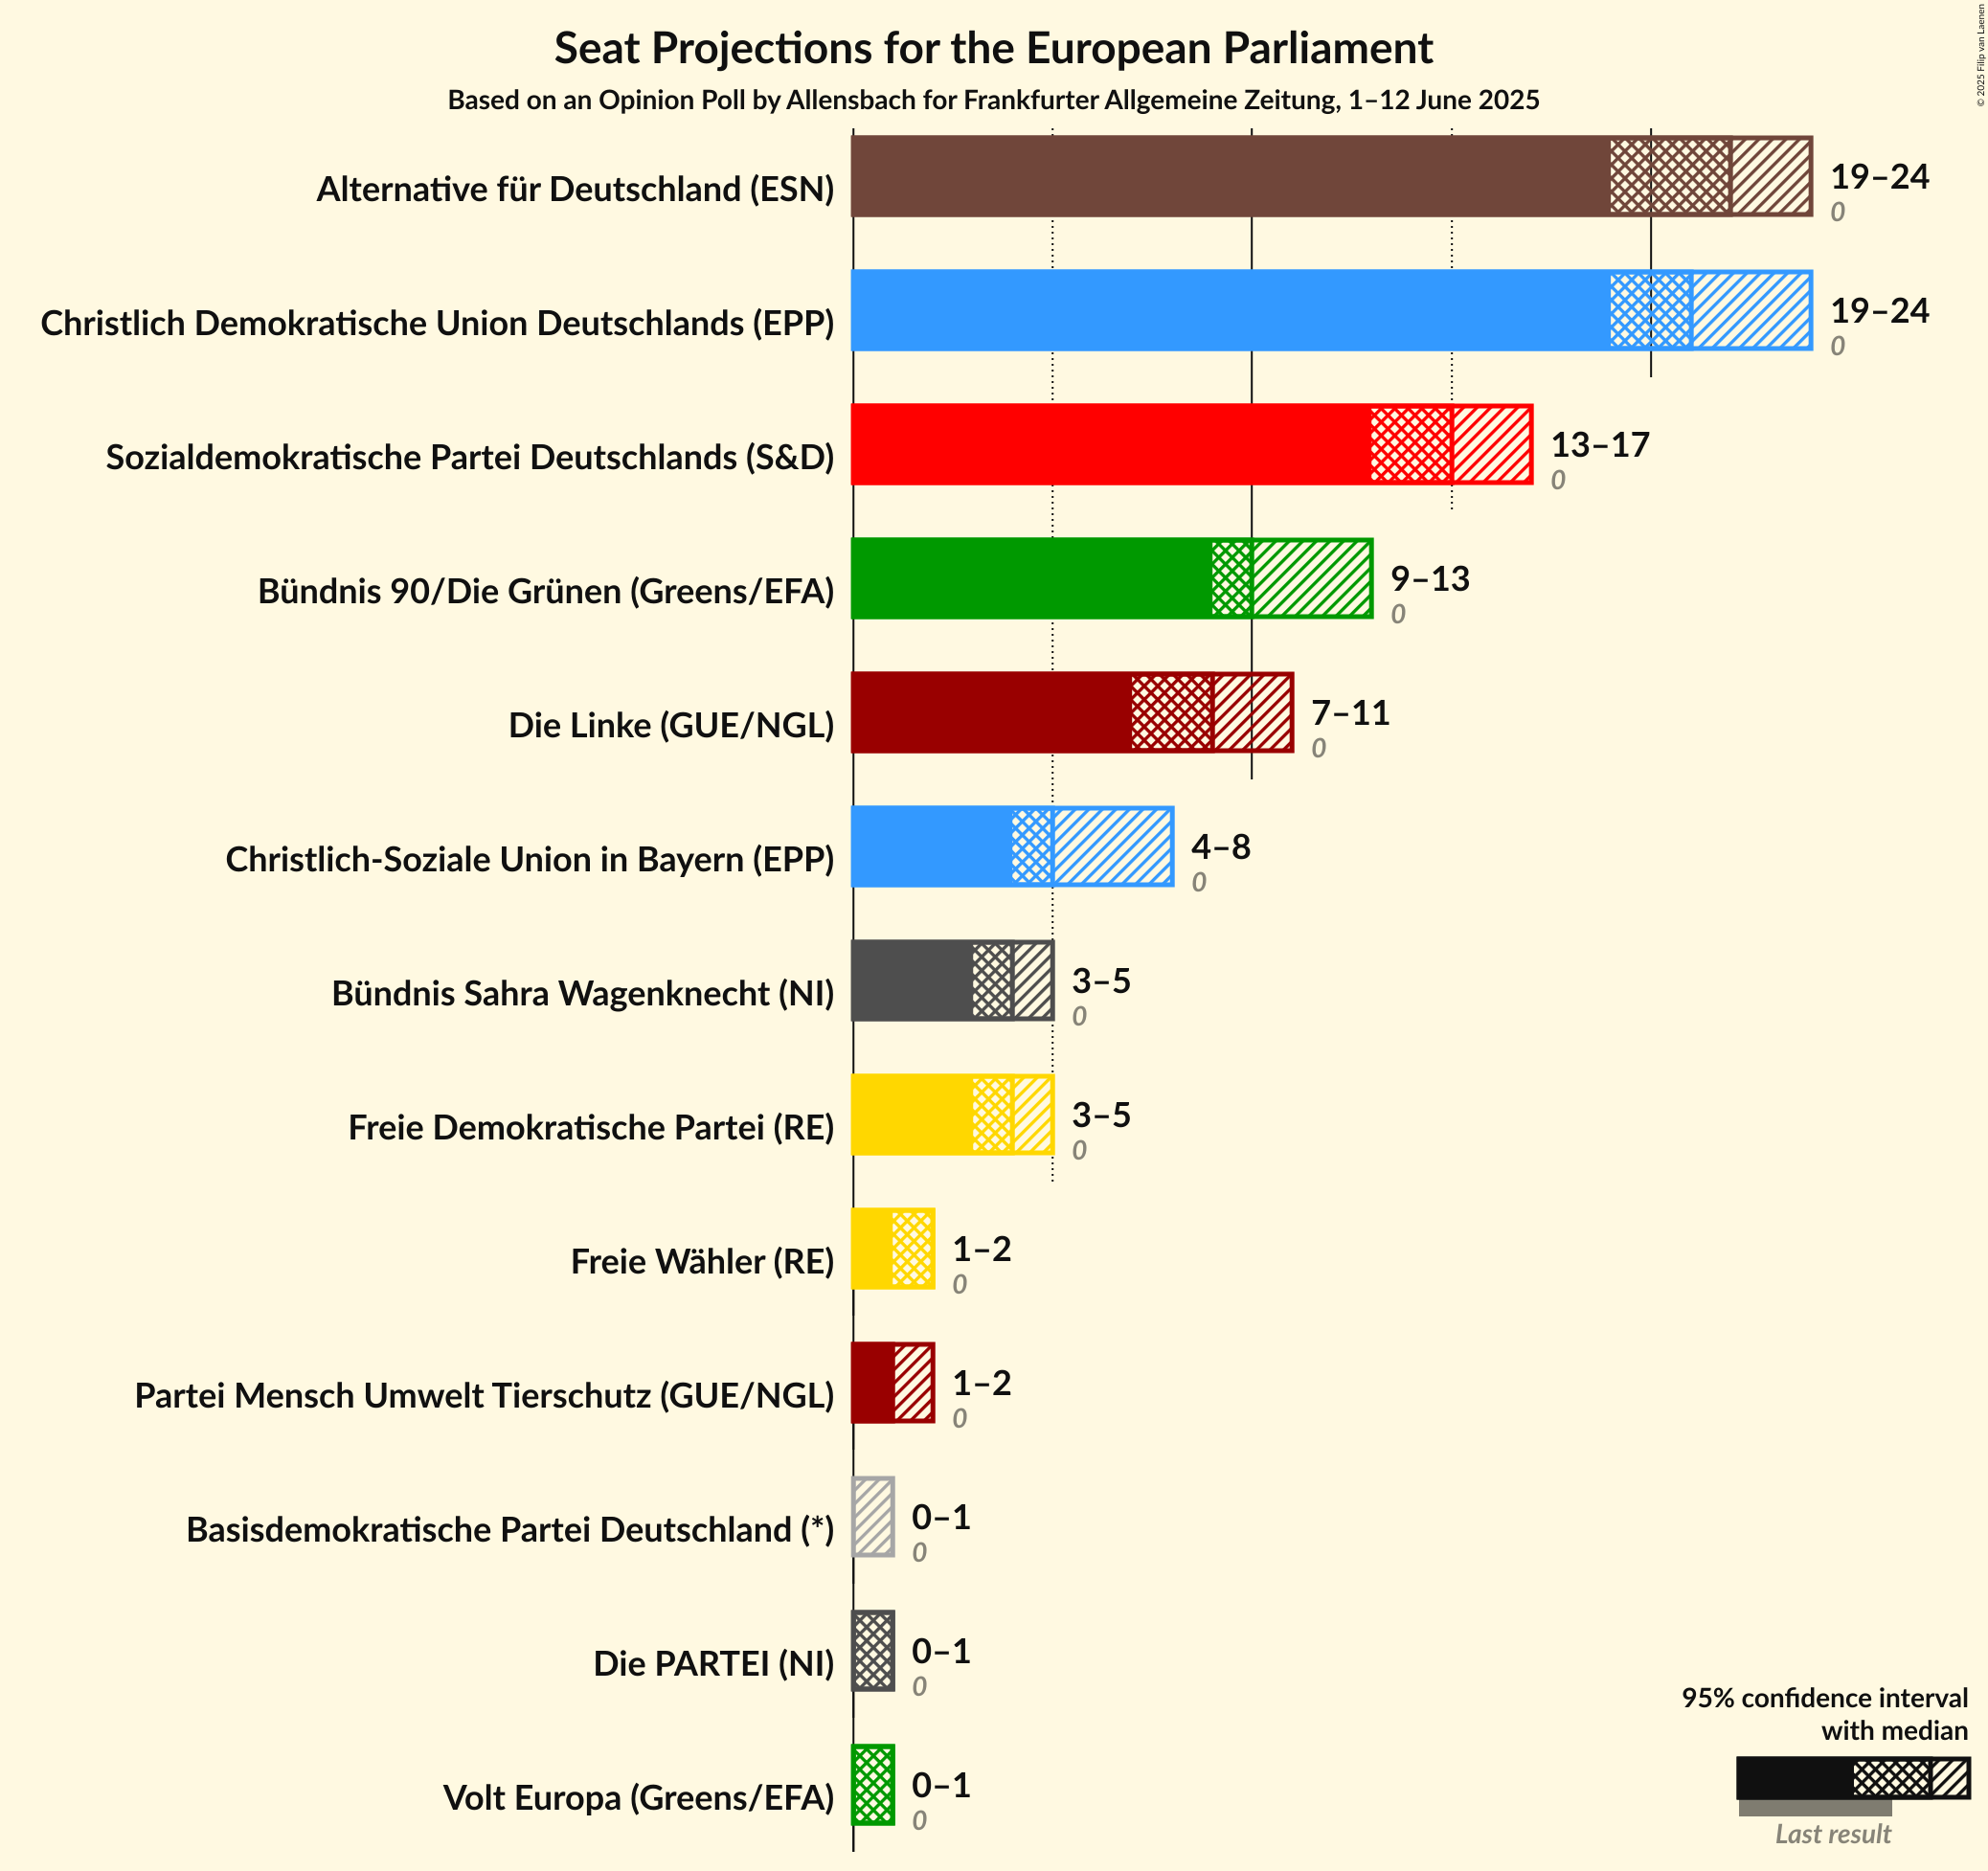 Seat Projections for the European Parliament
Based on an Opinion Poll by Allensbach for Frankfurter Allgemeine Zeitung, 1–12 June 2025
© 2025 Filip van Laenen
Alternative für Deutschland (ESN)
19–24
0
Christlich Demokratische Union Deutschlands (EPP)
19–24
0
Sozialdemokratische Partei Deutschlands (S&D)
13–17
0
Bündnis 90/Die Grünen (Greens/EFA)
9–13
0
Die Linke (GUE/NGL)
7–11
0
Christlich-Soziale Union in Bayern (EPP)
4–8
0
Bündnis Sahra Wagenknecht (NI)
3–5
0
Freie Demokratische Partei (RE)
3–5
0
Freie Wähler (RE)
1–2
0
Partei Mensch Umwelt Tierschutz (GUE/NGL)
1–2
0
Basisdemokratische Partei Deutschland (*)
0–1
0
Die PARTEI (NI)
0–1
0
Volt Europa (Greens/EFA)
0–1
0
95% confidence interval
with median
Last result